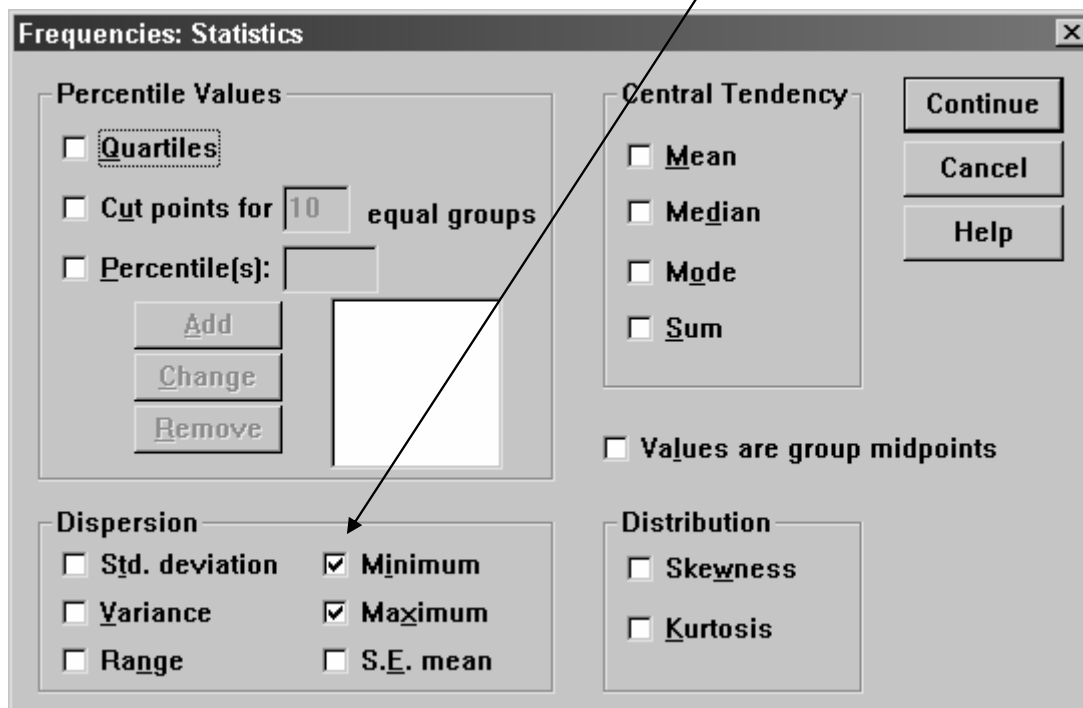 Frequencies: Statistics
Percentile Values
Quartiles
Cut points for 10 equal groups
Percentile(s):
Add
Change
Remove
Central Tendency
Mean
Median
Mode
Sum
Continue
Cancel
Help
Values are group midpoints
Dispersion
Std. deviation
Minimum
Variance
Maximum
Range
S.E. mean
Distribution
Skewness
Kurtosis